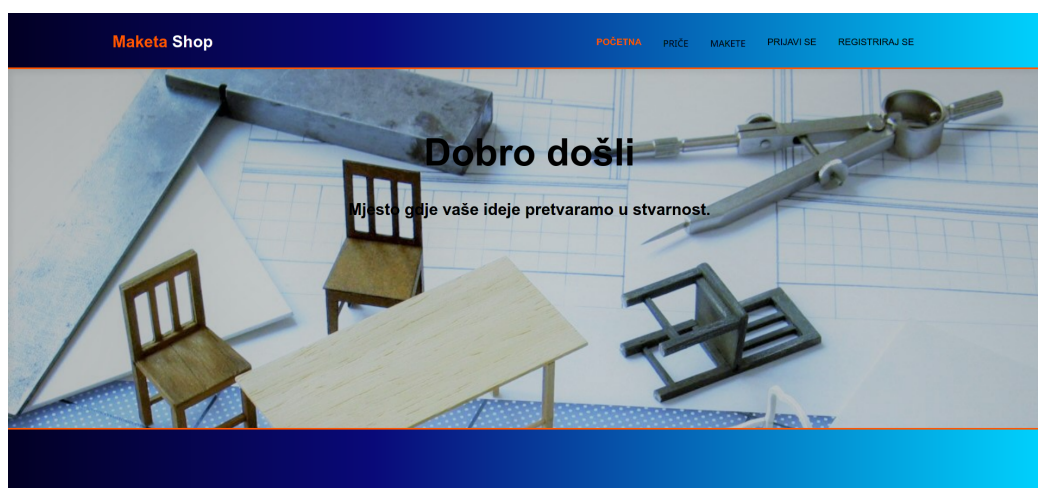 Maketa Shop
POČETNA PRIČE MAKETE PRIJAVI SE REGISTRIRAJ SE
Dobro došli
Mjesto gdje vaše ideje pretvaramo u stvarnost.